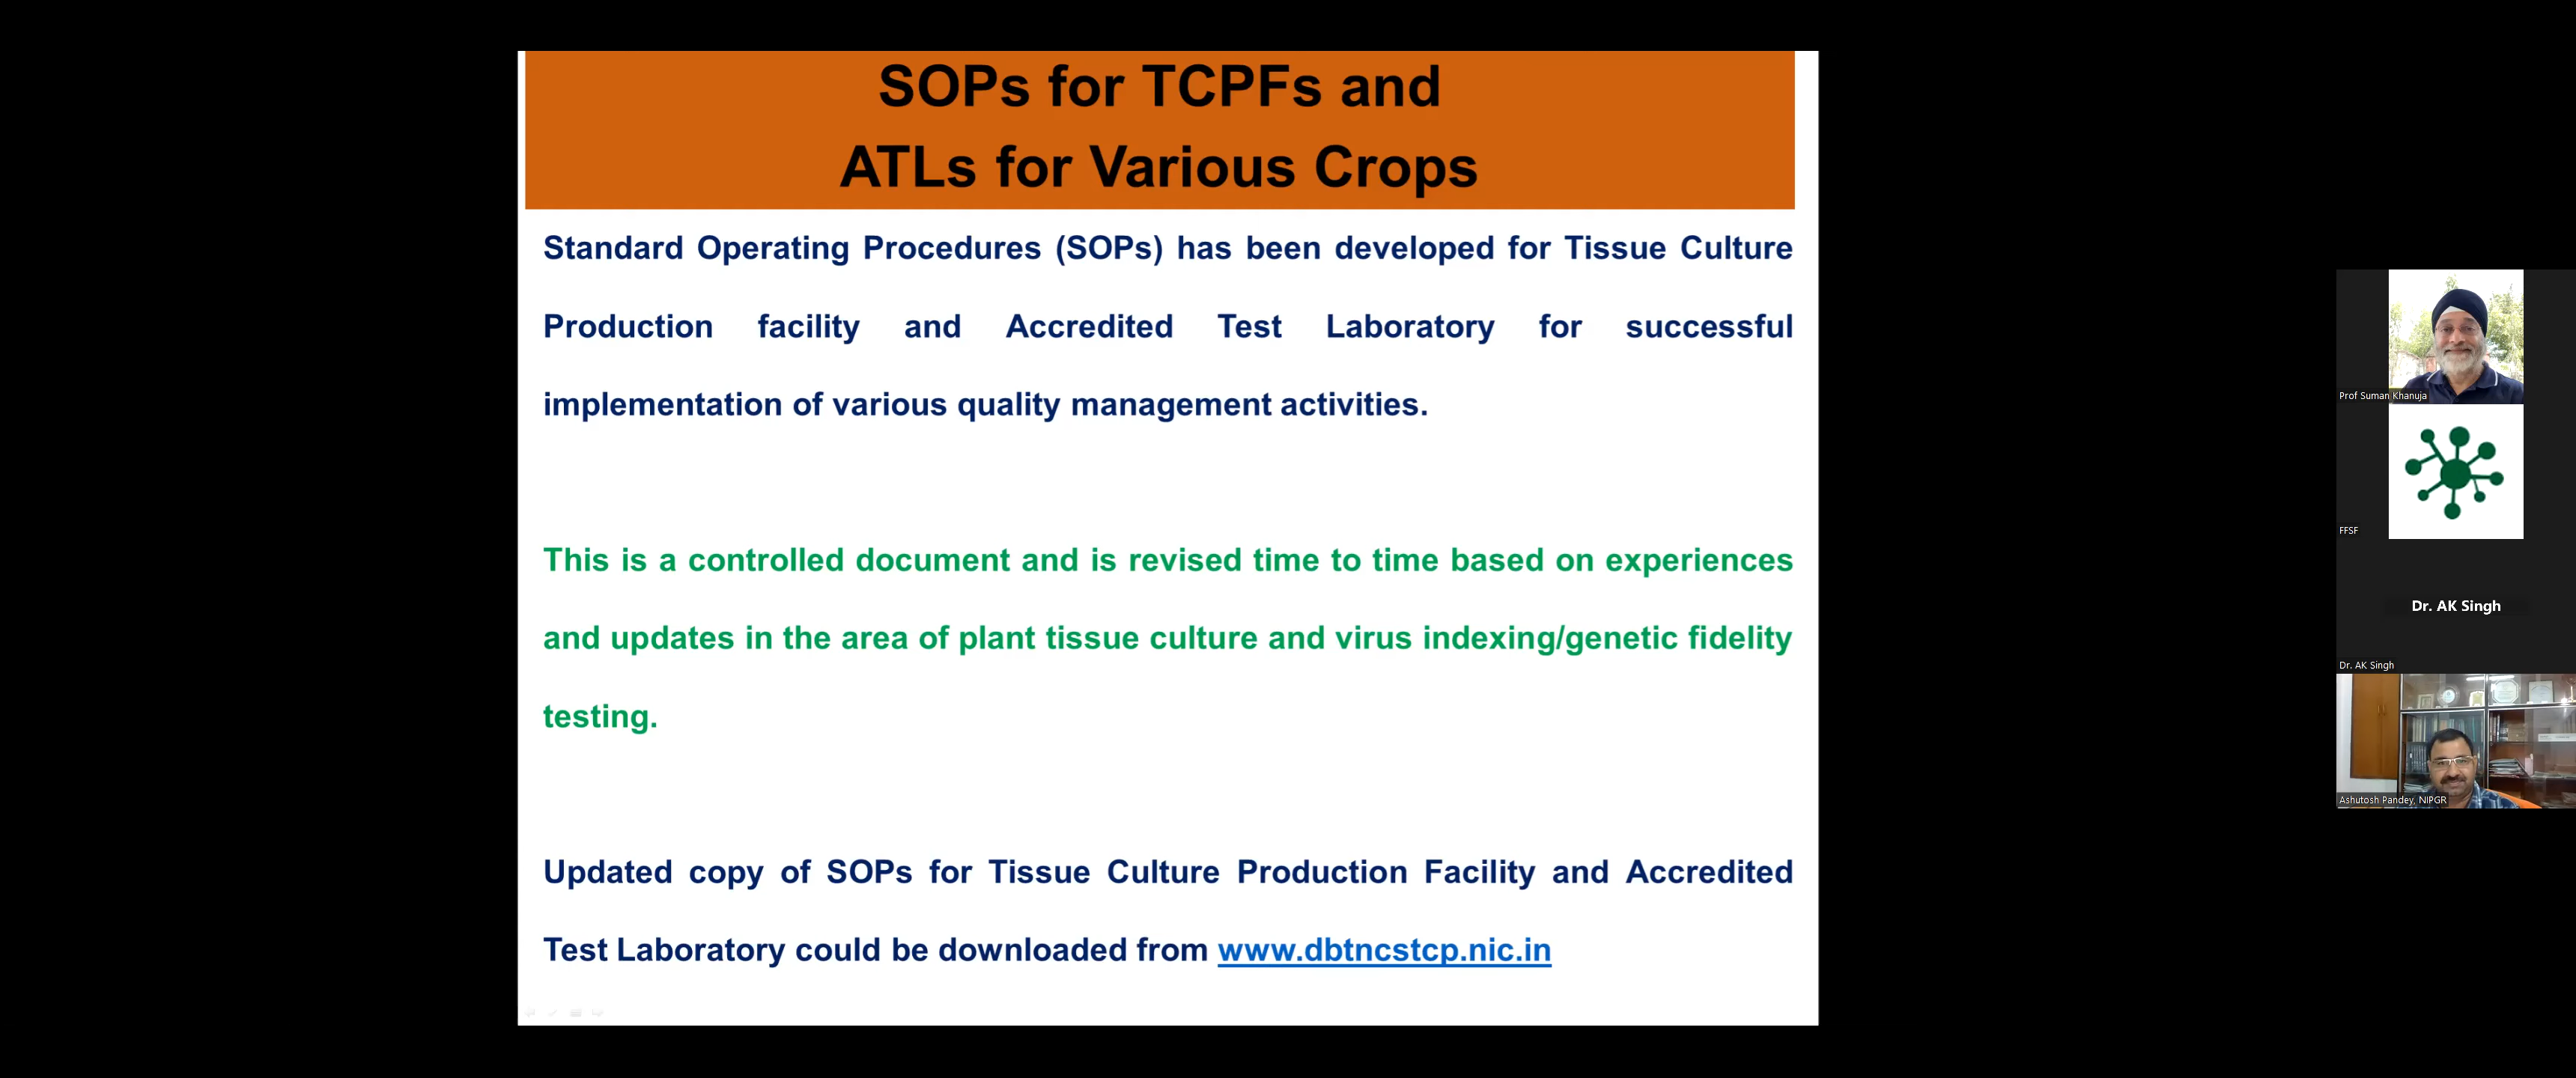 SOPs for TCPFs and
ATLs for Various Crops
Standard Operating Procedures (SOPs) has been developed for Tissue Culture
Production facility and Accredited Test Laboratory for successful
implementation of various quality management activities.
This is a controlled document and is revised time to time based on experiences
and updates in the area of plant tissue culture and virus indexing/genetic fidelity
testing.
Updated copy of SOPs for Tissue Culture Production Facility and Accredited
Test Laboratory could be downloaded from www.dbtncstcp.nic.in
Prof Suman Khanuja
FFSF
Dr. AK Singh
Dr. AK Singh
Ashutosh Pandey, NIPGR